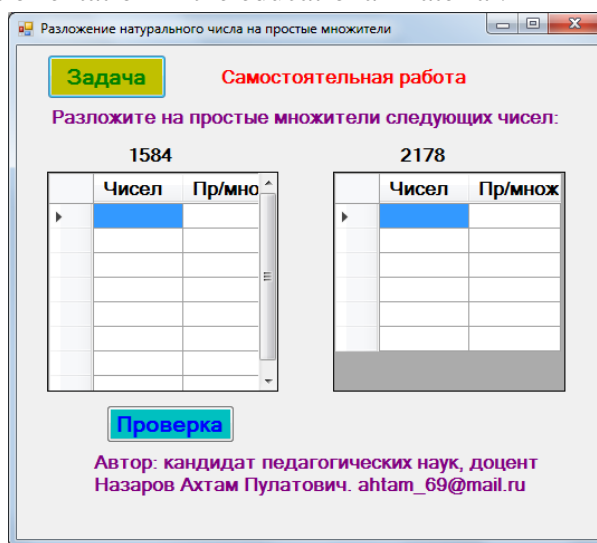 Разложение натурального числа на простые множители
Задача
Самостоятельная работа
Разложите на простые множители следующих чисел:
1584 2178
Чисел Пр/мно Чисел Пр/множ
Проверка
Автор: кандидат педагогических наук, доцент
Назаров Ахтам Пулатович. ahtam_69@mail.ru